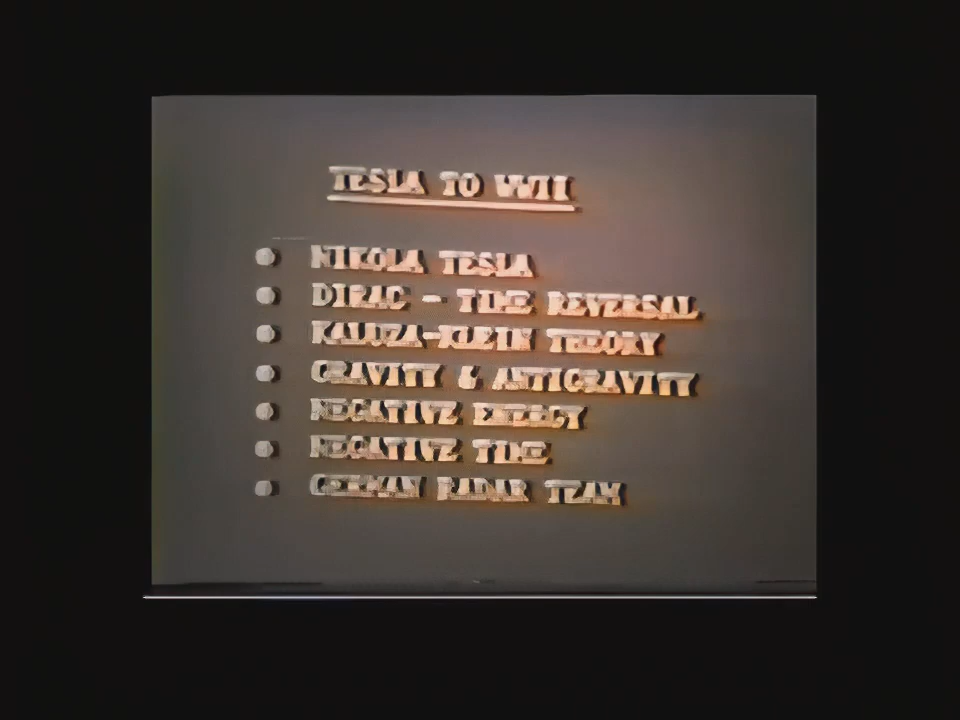 TESLA TO WWII
NIKOLA TESLA
DIRAC - TIME REVERSAL
KALUZA-KLEIN THEORY
GRAVITY & ANTIGRAVITY
NEGATIVE ENERGY
NEGATIVE TIME
GERMAN RADAR TEAM